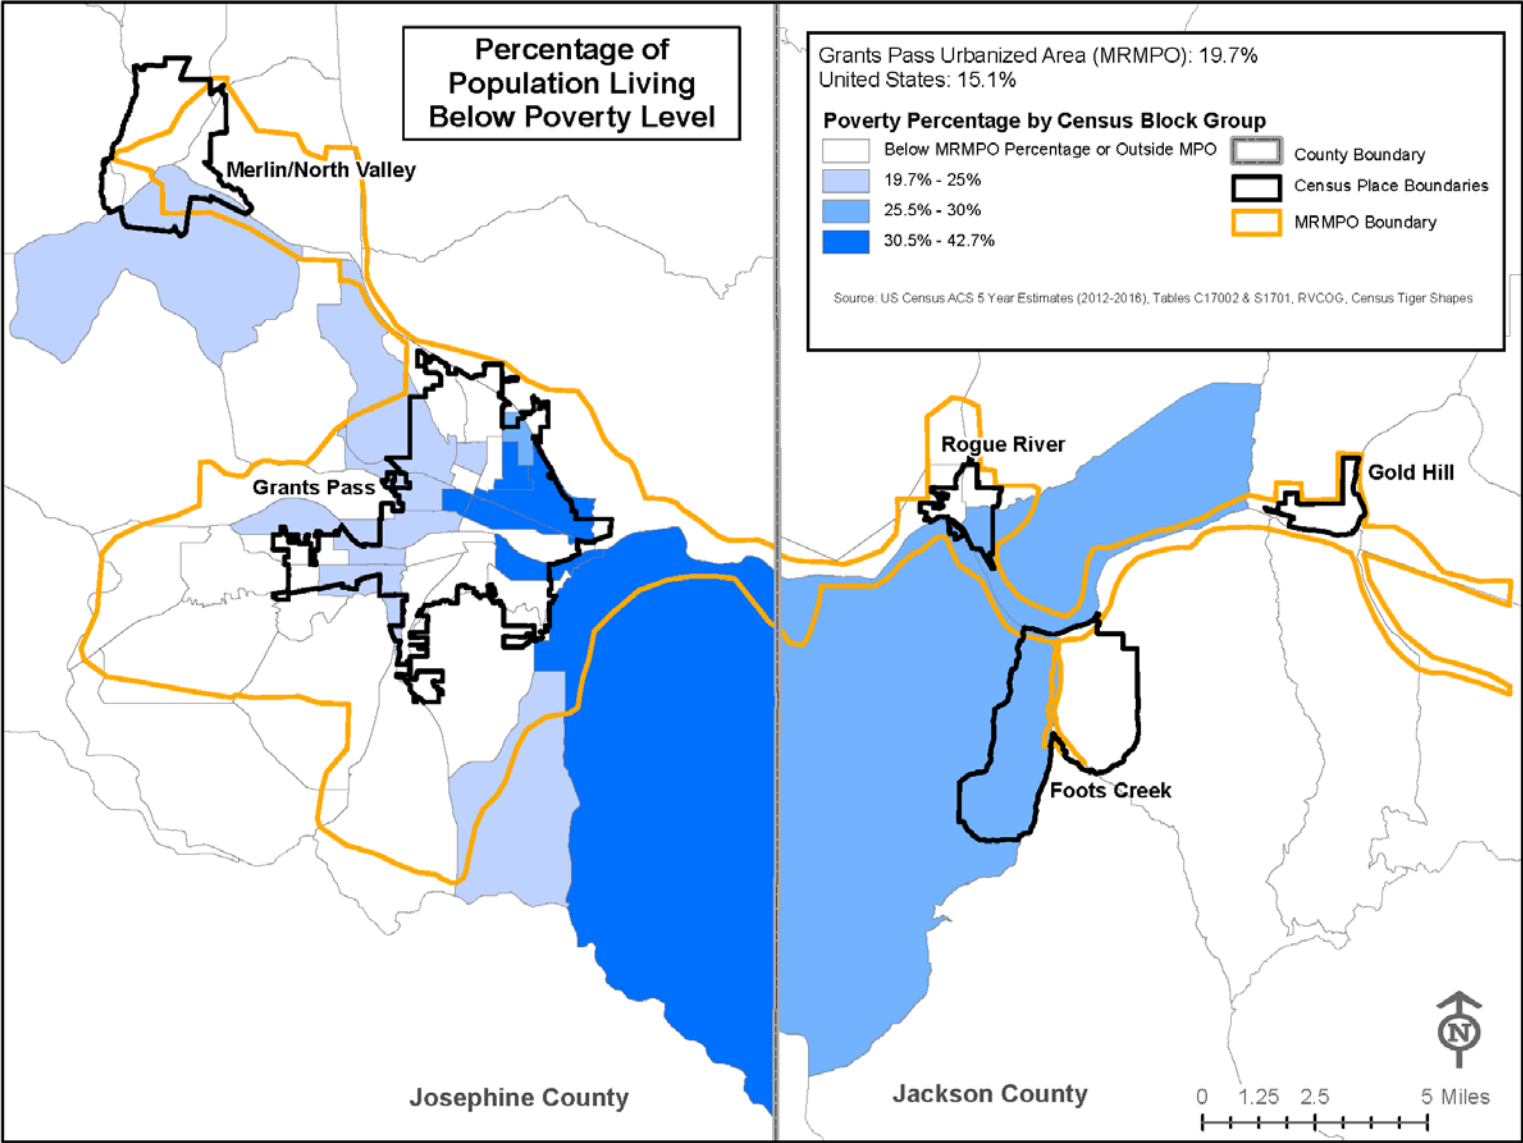 Percentage of
Population Living
Below Poverty Level
Grants Pass Urbanized Area (MRMPO): 19.7%
United States: 15.1%
Poverty Percentage by Census Block Group
Below MRMPO Percentage or Outside MPO
19.7% - 25%
25.5% - 30%
30.5% - 42.7%
County Boundary
Census Place Boundaries
MRMPO Boundary
Source: US Census ACS 5 Year Estimates (2012-2016), Tables C17002 & S1701, RVCOG, Census Tiger Shapes
Merlin/North Valley
Rogue River
Gold Hill
Grants Pass
Foots Creek
N
Josephine County
Jackson County
0 1.25 2.5 5 Miles